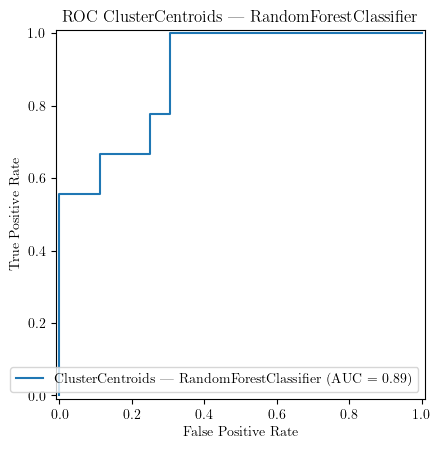 ROC ClusterCentroids — RandomForestClassifier
1.0
0.8
0.6
0.4
0.2
0.0
True Positive Rate
ClusterCentroids — RandomForestClassifier (AUC = 0.89)
0.0 0.2 0.4 0.6 0.8 1.0
False Positive Rate